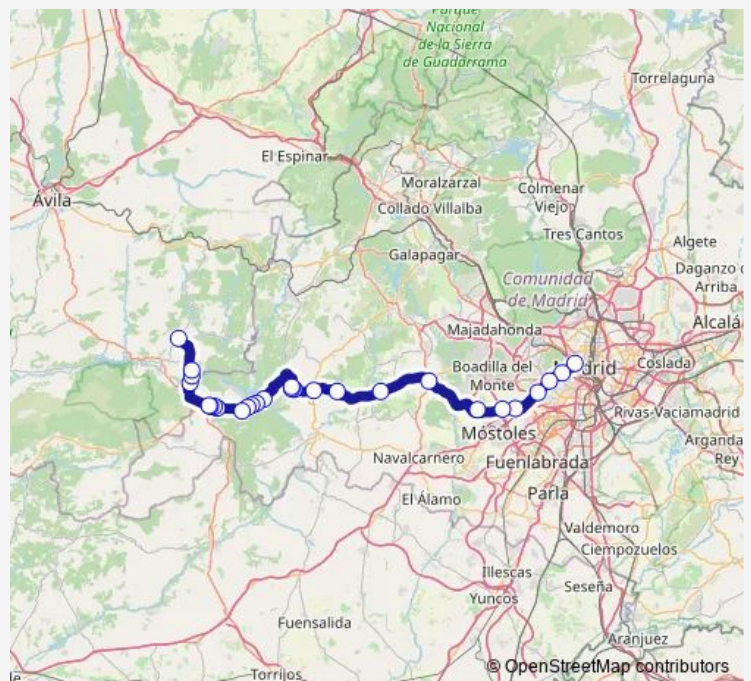 Parque
Nacional
de la Sierra
de Guadarrama
Torrelaguna
El Espinar
Moralzarzal
Colmenar
Viejo
Ávila
Collado Villalba
Tres Cantos
Algete
Galapagar
Daganzo d
Arriba
Comunidad
de Madrid
Alcalá
Majadahonda
Boadilla del
Monte
Madrid
Coslada
Rivas-Vaciamadrid
Móstoles
Arganda
Rey
Navalcarnero
Fuenlabrada
El Álamo
Parla
Valdemoro
Ciempozuelos
Illescas
Yuncos
Seseña
Fuensalida
Aranjuez
Torrijos
© OpenStreetMap contributors